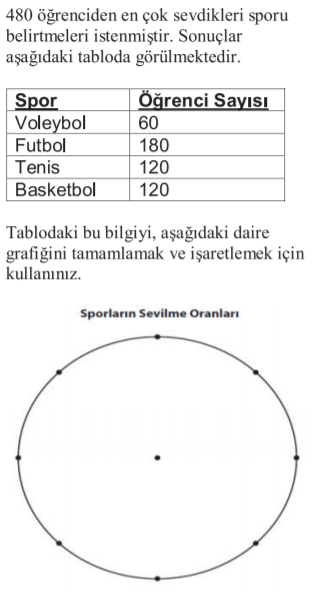 480 öğrenciden en çok sevdikleri sporu
belirtmeleri istenmiştir. Sonuçlar
aşağıdaki tabloda görülmektedir.
Spor Öğrenci Sayısı
Voleybol 60
Futbol 180
Tenis 120
Basketbol 120
Tablodaki bu bilgiyi, aşağıdaki daire
grafiğini tamamlamak ve işaretlemek için
kullanınız.
Sporların Sevilme Oranları